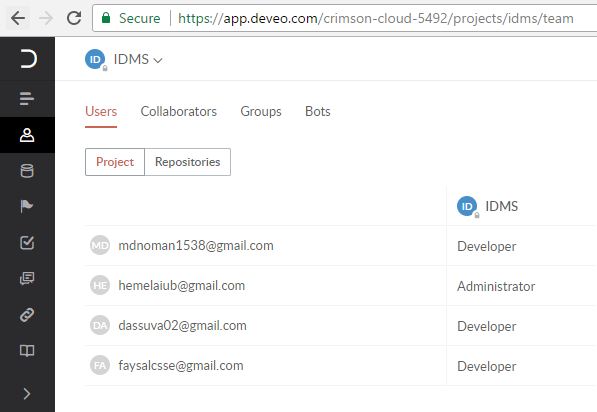 Secure https://app.deveo.com/crimson-cloud-5492/projects/idms/team
ID IDMS
Users Collaborators Groups Bots
Project Repositories
ID IDMS
MD mdnoman1538@gmail.com Developer
HE hemelaiub@gmail.com Administrator
DA dassuva02@gmail.com Developer
FA faysalcsse@gmail.com Developer